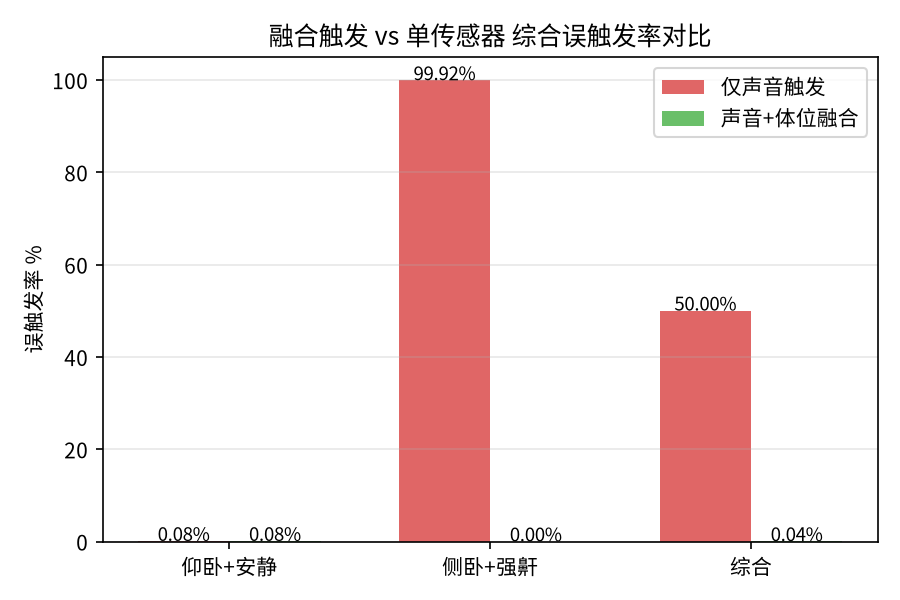 融合触发 vs 单传感器 综合误触发率对比
误触发率 %
100
80
60
40
20
0
仅声音触发
声音+体位融合
0.08%
0.08%
99.92%
0.00%
50.00%
0.04%
仰卧+安静
侧卧+强鼾
综合